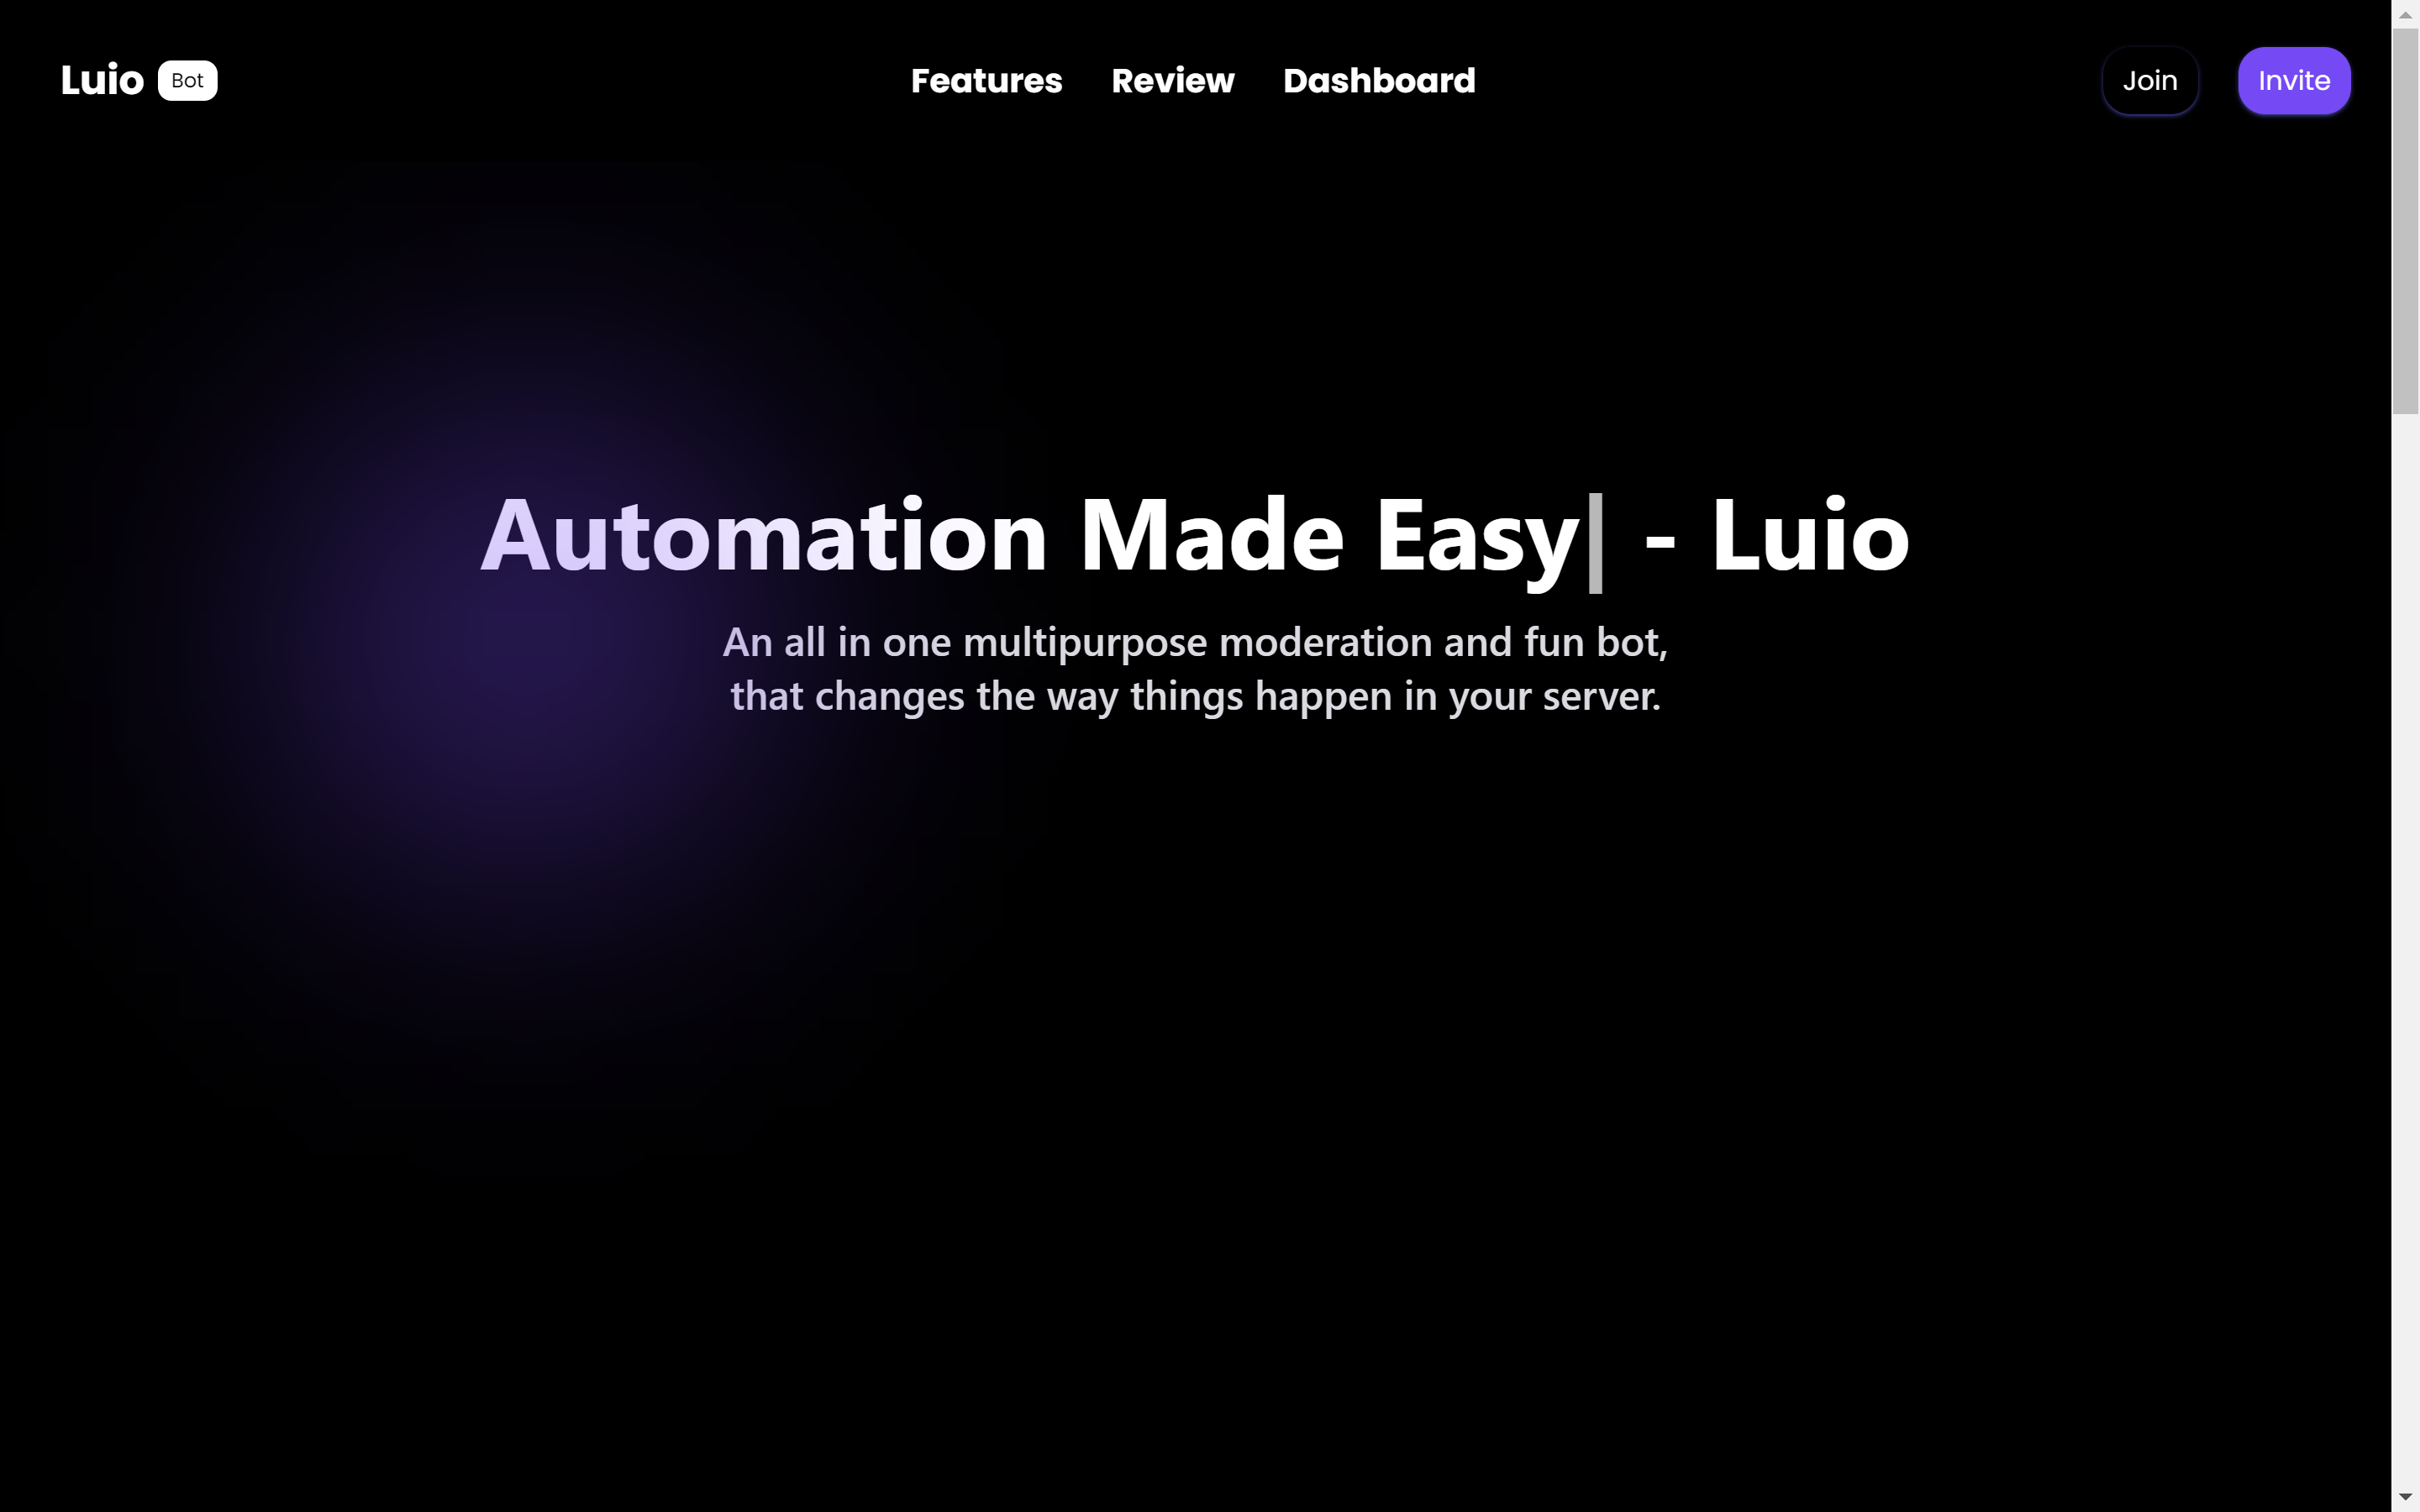 Luio Bot Features Review Dashboard Join Invite
Automation Made Easy| - Luio
An all in one multipurpose moderation and fun bot,
that changes the way things happen in your server.